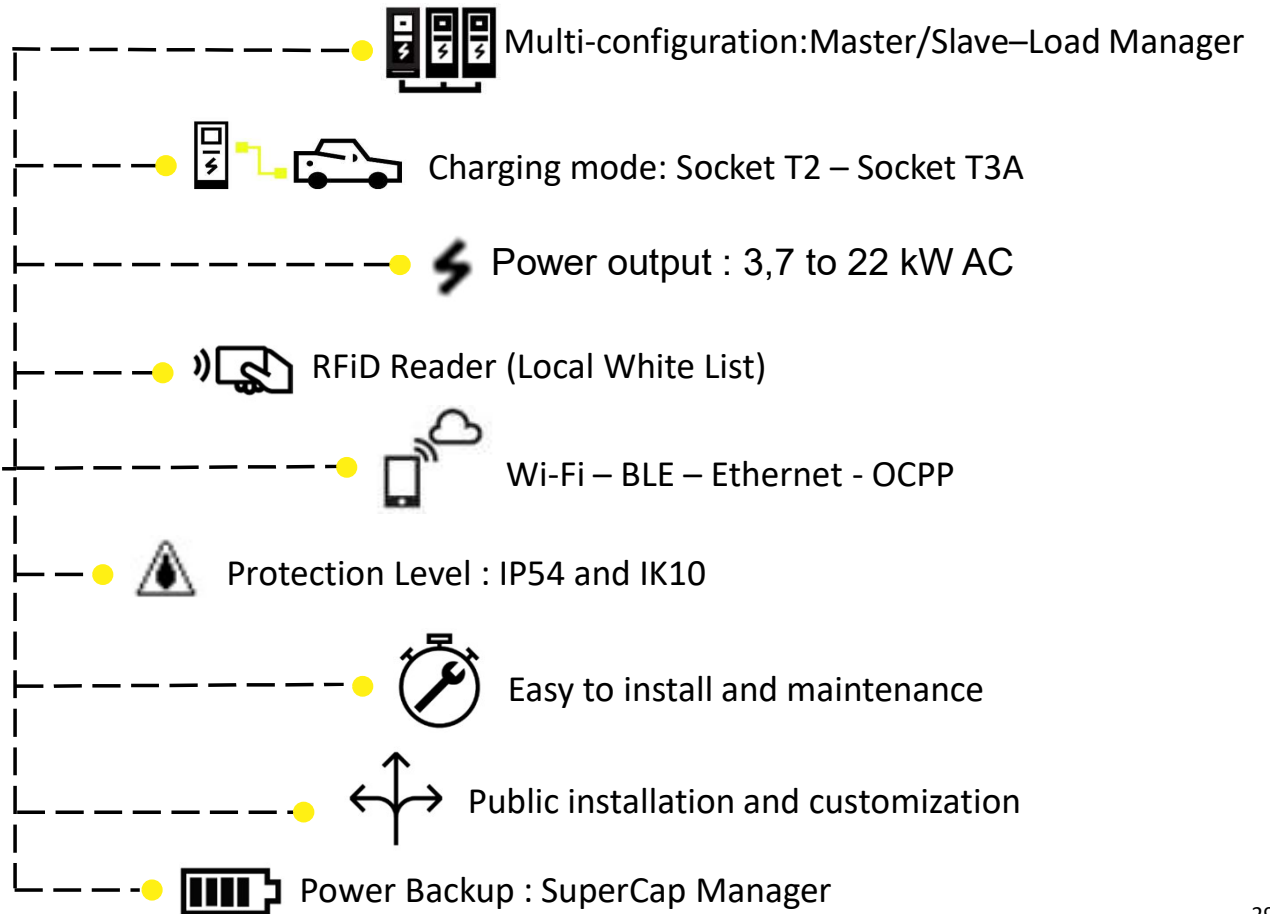 Multi-configuration:Master/Slave–Load Manager
Charging mode: Socket T2 – Socket T3A
Power output : 3,7 to 22 kW AC
RFiD Reader (Local White List)
Wi-Fi – BLE – Ethernet - OCPP
Protection Level : IP54 and IK10
Easy to install and maintenance
Public installation and customization
Power Backup : SuperCap Manager